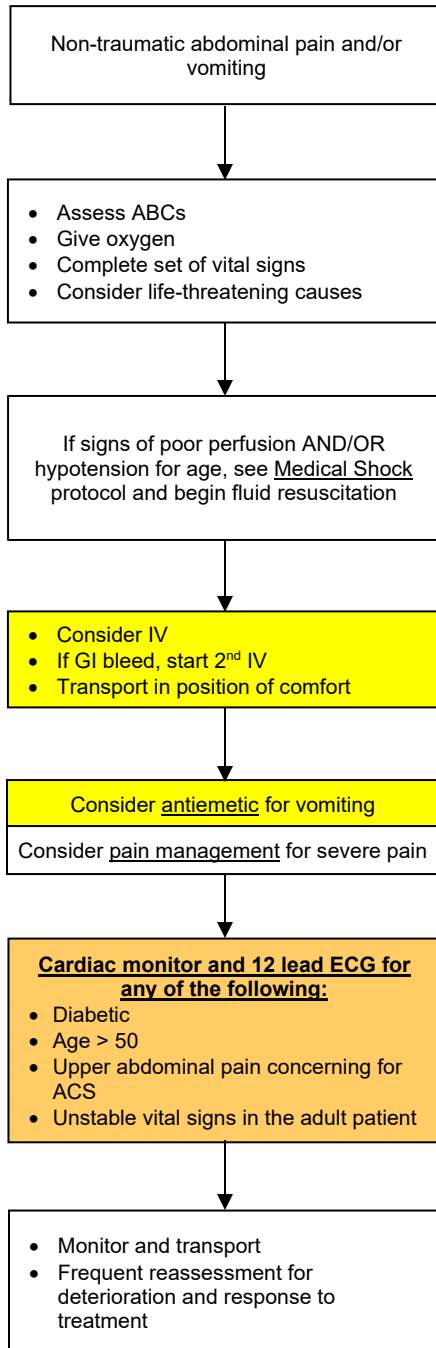 Non-traumatic abdominal pain and/or
vomiting
• Assess ABCs
• Give oxygen
• Complete set of vital signs
• Consider life-threatening causes
If signs of poor perfusion AND/OR
hypotension for age, see Medical Shock
protocol and begin fluid resuscitation
• Consider IV
• If GI bleed, start 2nd IV
• Transport in position of comfort
Consider antiemetic for vomiting
Consider pain management for severe pain
Cardiac monitor and 12 lead ECG for
any of the following:
• Diabetic
• Age > 50
• Upper abdominal pain concerning for
ACS
• Unstable vital signs in the adult patient
• Monitor and transport
• Frequent reassessment for
deterioration and response to
treatment